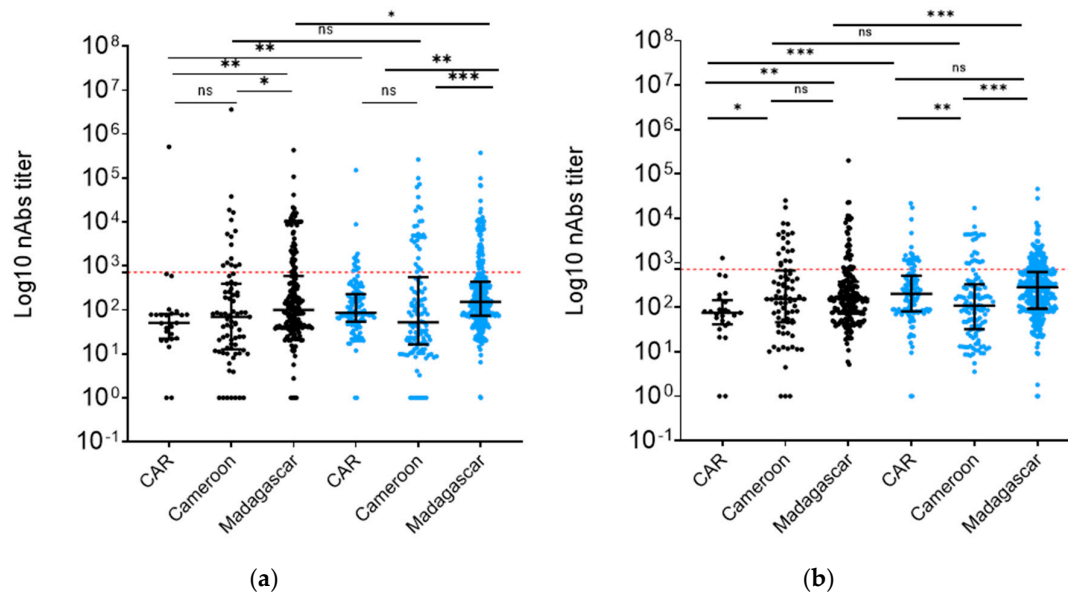 *
ns
**
**
**
***
ns
*
ns
Log10 nAbs titer
10⁸
10⁷
10⁶
10⁵
10⁴
10³
10²
10¹
10⁰
10⁻¹
CAR
Cameroon
Madagascar
CAR
Cameroon
Madagascar
(a)
***
ns
***
ns
**
***
ns
*
**
Log10 nAbs titer
10⁸
10⁷
10⁶
10⁵
10⁴
10³
10²
10¹
10⁰
10⁻¹
CAR
Cameroon
Madagascar
CAR
Cameroon
Madagascar
(b)